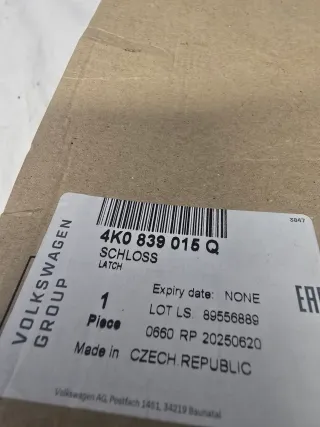 3847
4K0 839 015 Q
SCHLOSS
LATCH
VOLKSWAGEN
GROUP
1
Piece
Expiry date: NONE
LOT LS. 89556889
0660 RP 20250620
Made in CZECH.REPUBLIC
EAC
Volkswagen AG, Postfach 1461, 34219 Baunatal